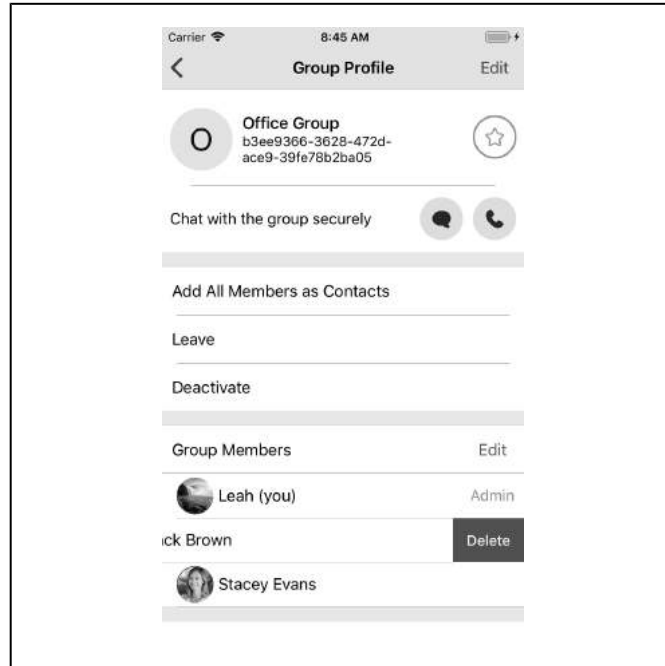 Carrier 8:45 AM
Group Profile Edit
O
Office Group
b3ee9366-3628-472d-
ace9-39fe78b2ba05
Chat with the group securely
Add All Members as Contacts
Leave
Deactivate
Group Members Edit
Leah (you) Admin
ck Brown Delete
Stacey Evans